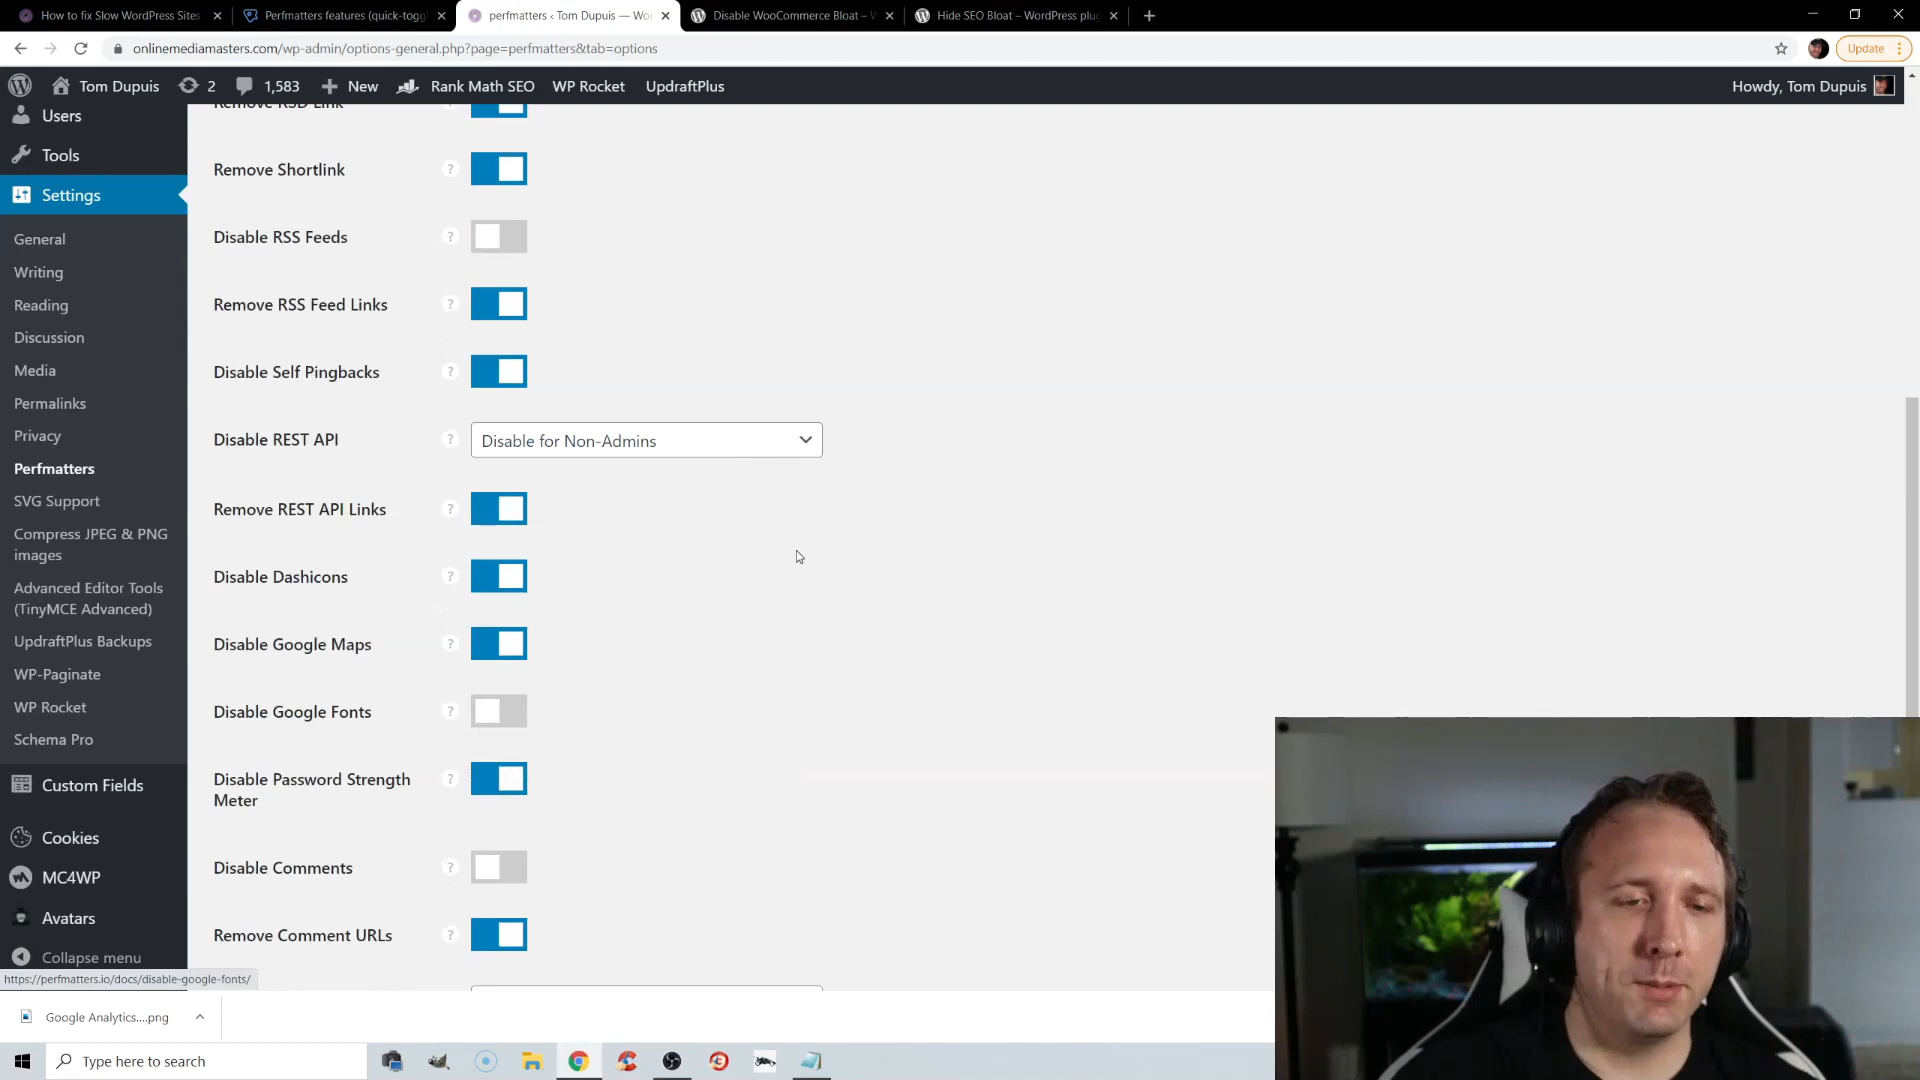 How to fix Slow WordPress Sites
Perfmatters features (quick-togg
perfmatters ‹ Tom Dupuis — Wo
Disable WooCommerce Bloat – W
Hide SEO Bloat – WordPress plug
onlinemediamasters.com/wp-admin/options-general.php?page=perfmatters&tab=options
Update
Tom Dupuis
2
1,583
New
Rank Math SEO
WP Rocket
UpdraftPlus
Howdy, Tom Dupuis
Users
Tools
Settings
General
Writing
Reading
Discussion
Media
Permalinks
Privacy
Perfmatters
SVG Support
Compress JPEG & PNG
images
Advanced Editor Tools
(TinyMCE Advanced)
UpdraftPlus Backups
WP-Paginate
WP Rocket
Schema Pro
Custom Fields
Cookies
MC4WP
Avatars
Collapse menu
Remove RSD Link
Remove Shortlink ?
Disable RSS Feeds ?
Remove RSS Feed Links ?
Disable Self Pingbacks ?
Disable REST API ? Disable for Non-Admins
Remove REST API Links ?
Disable Dashicons ?
Disable Google Maps ?
Disable Google Fonts ?
Disable Password Strength ?
Meter
Disable Comments ?
Remove Comment URLs ?
https://perfmatters.io/docs/disable-google-fonts/
Google Analytics....png
Type here to search